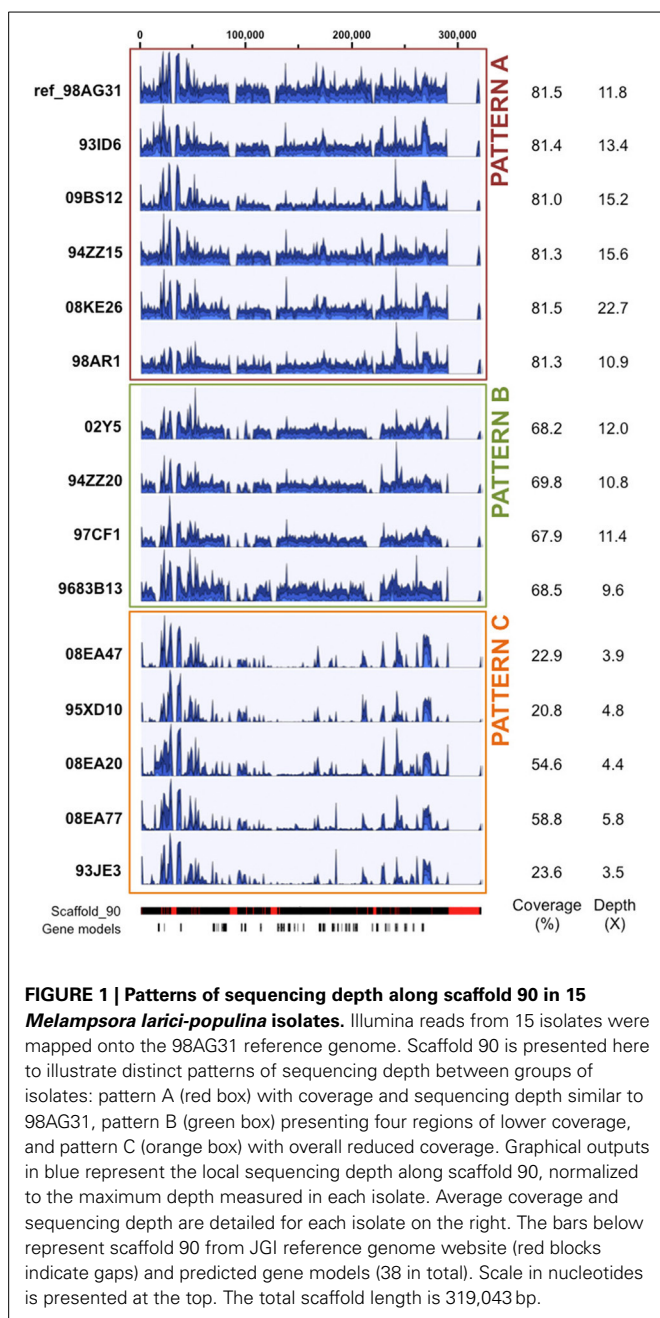 0 100,000 200,000 300,000
PATTERN A
ref_98AG31 81.5 11.8
93ID6 81.4 13.4
09BS12 81.0 15.2
94ZZ15 81.3 15.6
08KE26 81.5 22.7
98AR1 81.3 10.9
PATTERN B
02Y5 68.2 12.0
94ZZ20 69.8 10.8
97CF1 67.9 11.4
9683B13 68.5 9.6
PATTERN C
08EA47 22.9 3.9
95XD10 20.8 4.8
08EA20 54.6 4.4
08EA77 58.8 5.8
93JE3 23.6 3.5
Scaffold_90 Coverage Depth
Gene models (%) (X)
FIGURE 1 | Patterns of sequencing depth along scaffold 90 in 15
Melampsora larici-populina isolates. Illumina reads from 15 isolates were
mapped onto the 98AG31 reference genome. Scaffold 90 is presented here
to illustrate distinct patterns of sequencing depth between groups of
isolates: pattern A (red box) with coverage and sequencing depth similar to
98AG31, pattern B (green box) presenting four regions of lower coverage,
and pattern C (orange box) with overall reduced coverage. Graphical outputs
in blue represent the local sequencing depth along scaffold 90, normalized
to the maximum depth measured in each isolate. Average coverage and
sequencing depth are detailed for each isolate on the right. The bars below
represent scaffold 90 from JGI reference genome website (red blocks
indicate gaps) and predicted gene models (38 in total). Scale in nucleotides
is presented at the top. The total scaffold length is 319,043 bp.